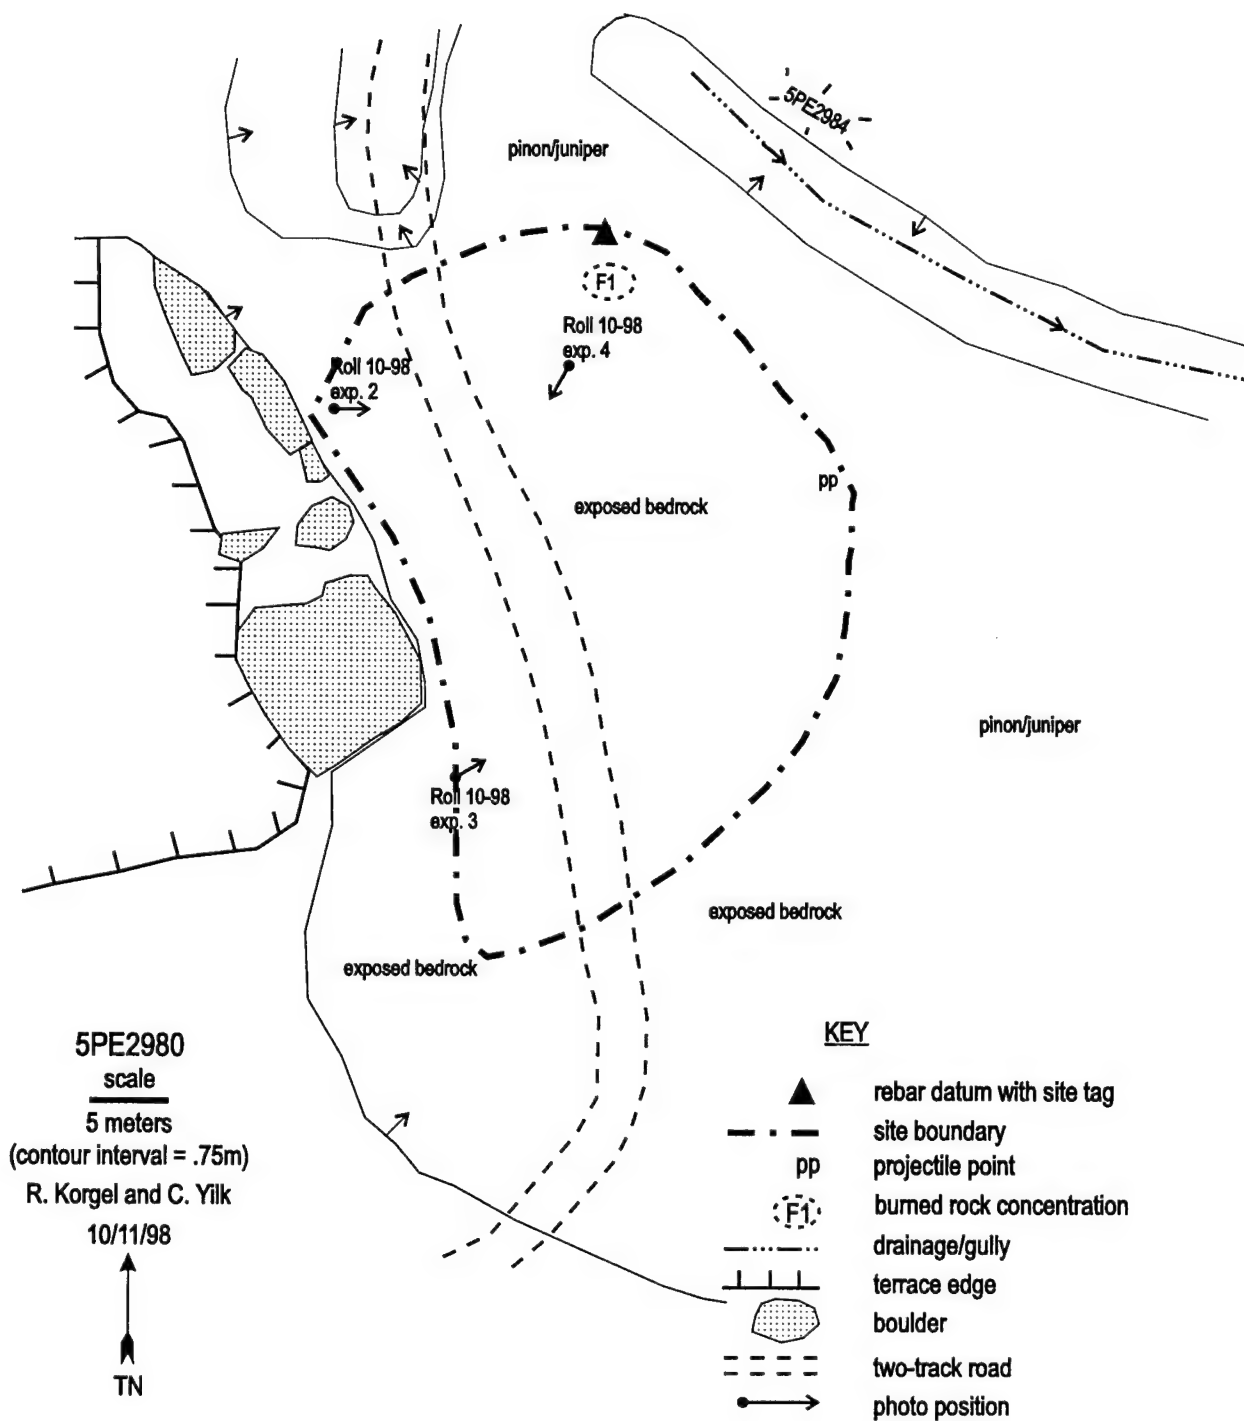 5PE2984
pinon/juniper
F1
Roll 10-98
exp. 4
Roll 10-98
exp. 2
pp
exposed bedrock
pinon/juniper
Roll 10-98
exp. 3
exposed bedrock
exposed bedrock
5PE2980
scale
5 meters
(contour interval = .75m)
R. Korgel and C. Yilk
10/11/98
TN
KEY
rebar datum with site tag
site boundary
pp projectile point
F1 burned rock concentration
drainage/gully
terrace edge
boulder
two-track road
photo position